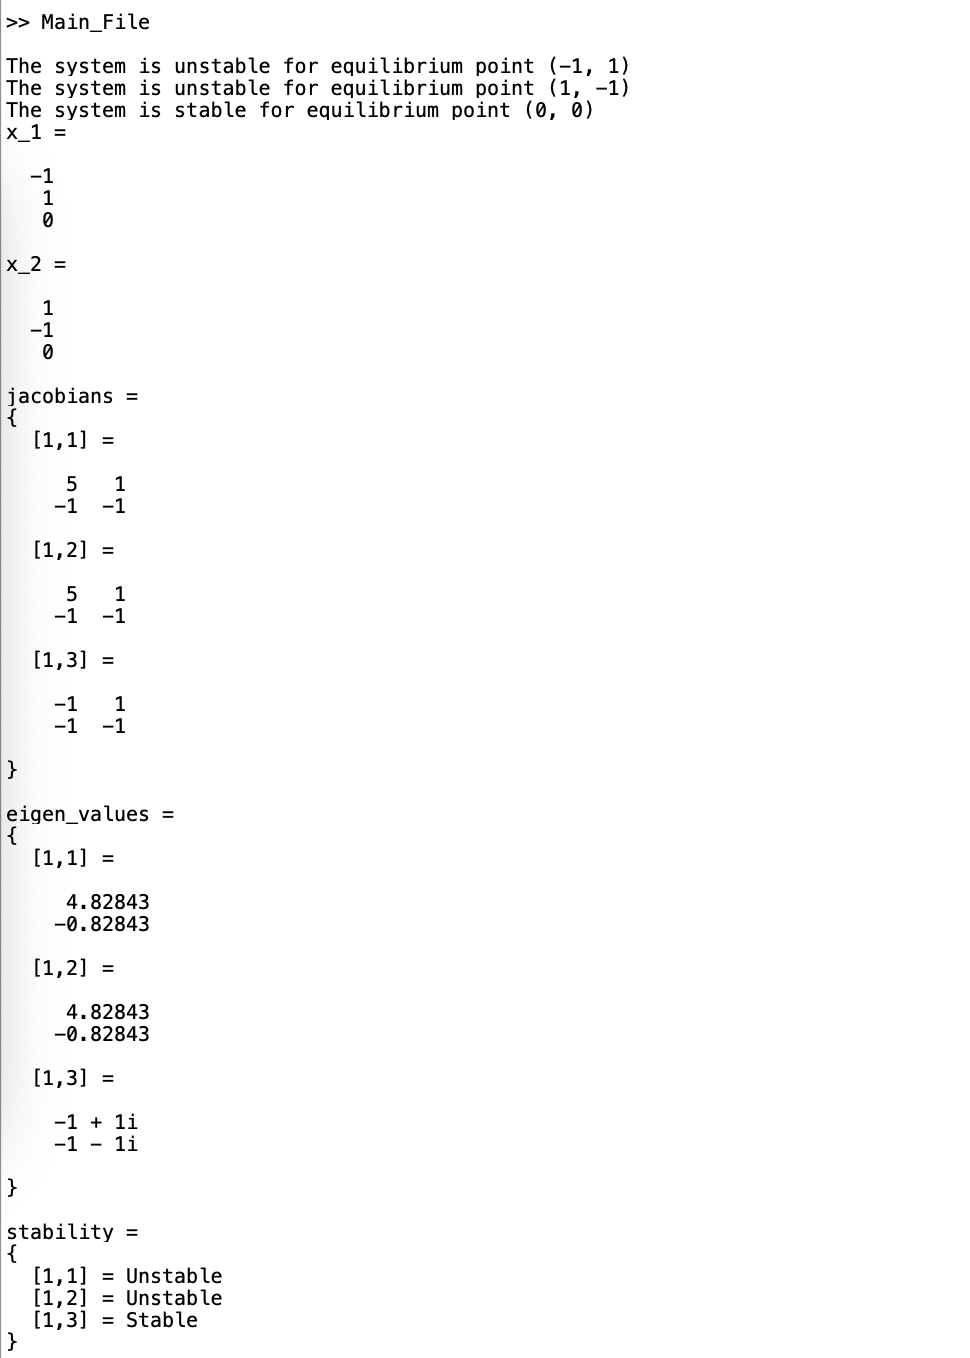 >> Main_File
The system is unstable for equilibrium point (−1, 1)
The system is unstable for equilibrium point (1, −1)
The system is stable for equilibrium point (0, 0)
x_1 =
−1
1
0
x_2 =
1
−1
0
jacobians =
{
[1,1] =
5 1
−1 −1
[1,2] =
5 1
−1 −1
[1,3] =
−1 1
−1 −1
}
eigen_values =
{
[1,1] =
4.82843
−0.82843
[1,2] =
4.82843
−0.82843
[1,3] =
−1 + 1i
−1 − 1i
}
stability =
{
[1,1] = Unstable
[1,2] = Unstable
[1,3] = Stable
}